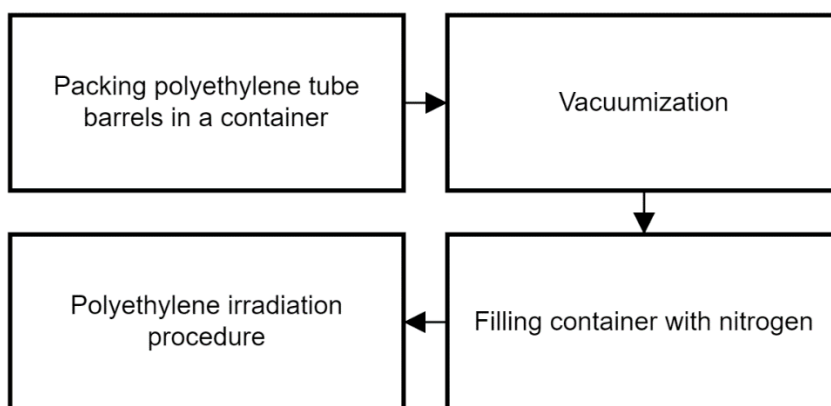 Packing polyethylene tube
barrels in a container
Vacuumization
Filling container with nitrogen
Polyethylene irradiation
procedure